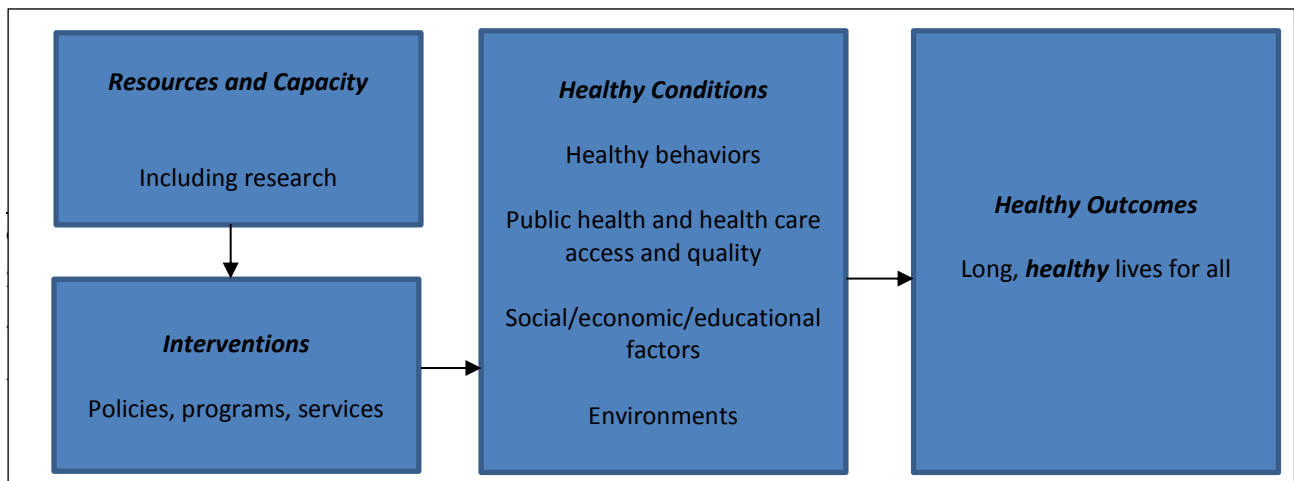 Resources and Capacity
Including research
Interventions
Policies, programs, services
Healthy Conditions
Healthy behaviors
Public health and health care
access and quality
Social/economic/educational
factors
Environments
Healthy Outcomes
Long, healthy lives for all